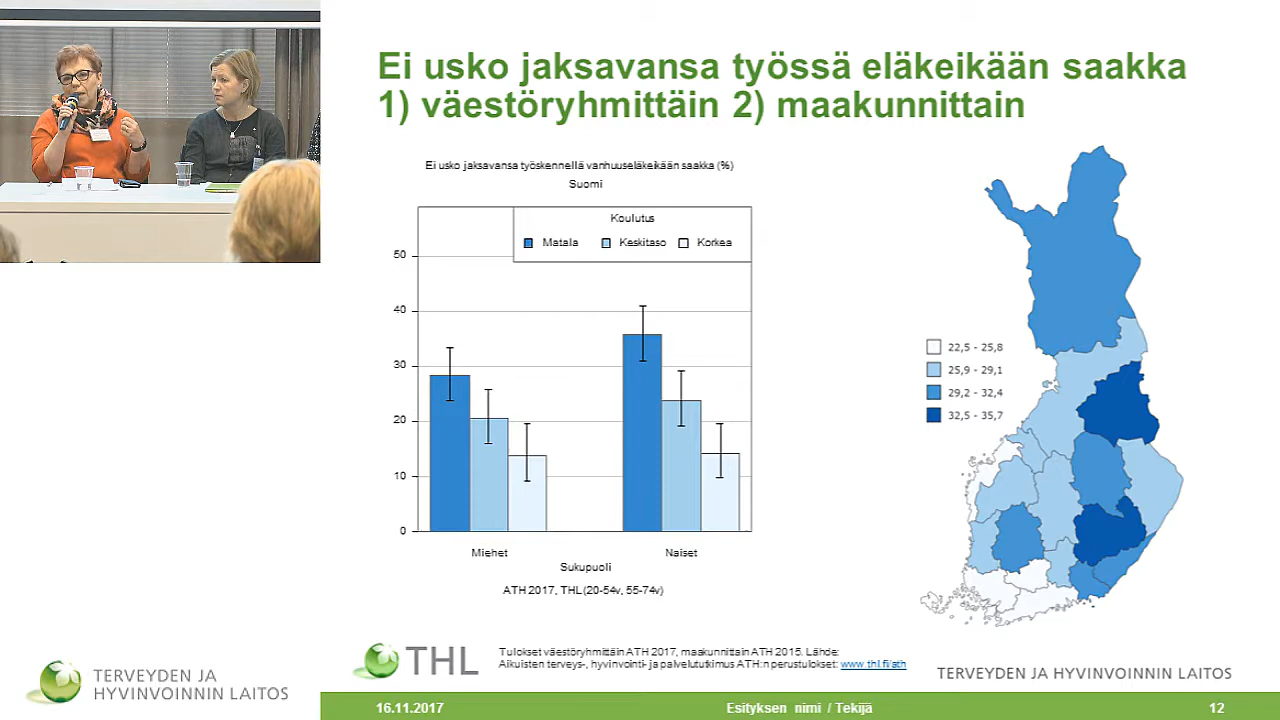 Ei usko jaksavansa työssä eläkeikään saakka
1) väestöryhmittäin 2) maakunnittain
Ei usko jaksavansa työskennellä vanhuuseläkeikään saakka (%)
Suomi
Koulutus
Matala Keskitaso Korkea
50
40
30
20
10
0
Miehet Naiset
Sukupuoli
ATH 2017, THL (20-54v, 55-74v)
22,5 - 25,8
25,9 - 29,1
29,2 - 32,4
32,5 - 35,7
THL
Tulokset väestöryhmittäin ATH 2017, maakunnittain ATH 2015. Lähde:
Aikuisten terveys-, hyvinvointi- ja palvelututkimus ATH:n perustulokset: www.thl.fi/ath
TERVEYDEN JA HYVINVOINNIN LAITOS
TERVEYDEN JA
HYVINVOINNIN LAITOS
16.11.2017 Esityksen nimi / Tekijä 12